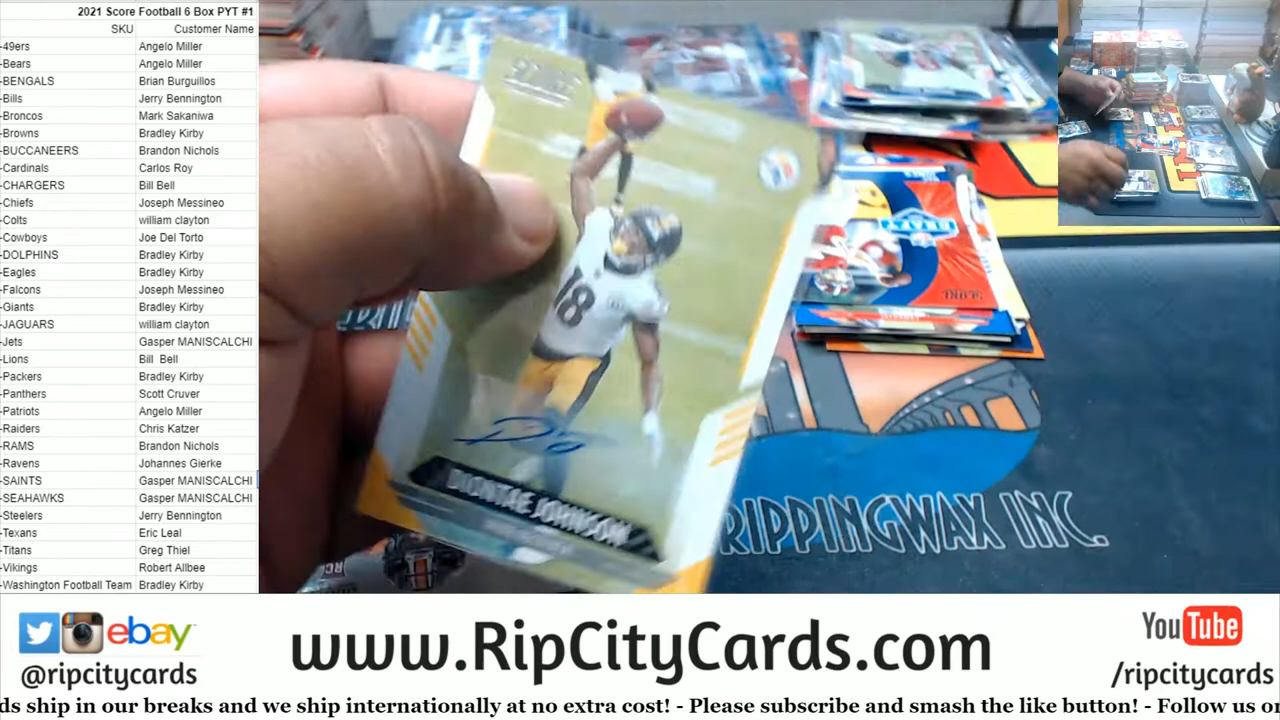 2021 Score Football 6 Box PYT #1
SKU Customer Name
-49ers Angelo Miller
-Bears Angelo Miller
-BENGALS Brian Burguillos
-Bills Jerry Bennington
-Broncos Mark Sakaniwa
-Browns Bradley Kirby
-BUCCANEERS Brandon Nichols
-Cardinals Carlos Roy
-CHARGERS Bill Bell
-Chiefs Joseph Messineo
-Colts william clayton
-Cowboys Joe Del Torto
-DOLPHINS Bradley Kirby
-Eagles Bradley Kirby
-Falcons Joseph Messineo
-Giants Bradley Kirby
-JAGUARS william clayton
-Jets Gasper MANISCALCHI
-Lions Bill Bell
-Packers Bradley Kirby
-Panthers Scott Cruver
-Patriots Angelo Miller
-Raiders Chris Katzer
-RAMS Brandon Nichols
-Ravens Johannes Gierke
-SAINTS Gasper MANISCALCHI
-SEAHAWKS Gasper MANISCALCHI
-Steelers Jerry Bennington
-Texans Eric Leal
-Titans Greg Thiel
-Vikings Robert Allbee
-Washington Football Team Bradley Kirby
18
DIONTAE JOHNSON
DRAFT
SCORE
RIPPINGWAX INC.
ebay
@ripcitycards
www.RipCityCards.com
YouTube
/ripcitycards
ds ship in our breaks and we ship internationally at no extra cost! - Please subscribe and smash the like button! - Follow us o